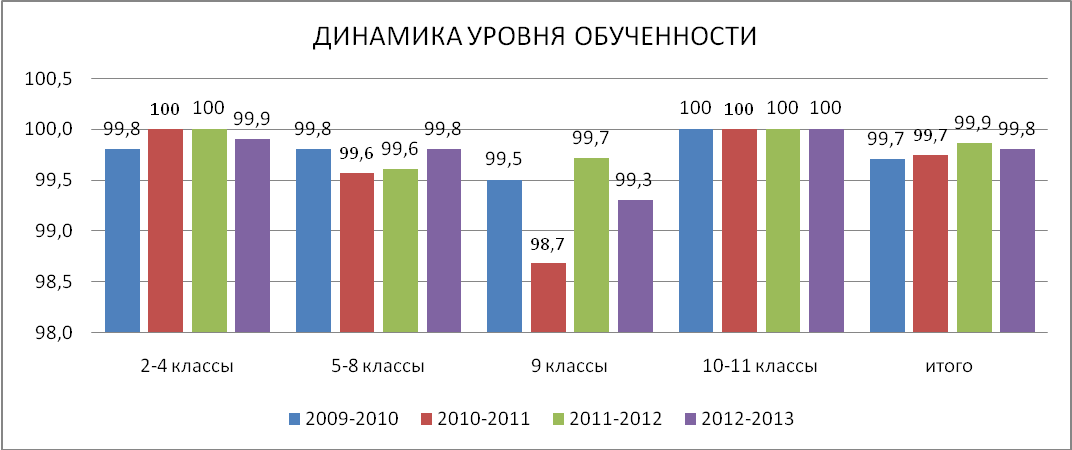 ДИНАМИКА УРОВНЯ ОБУЧЕННОСТИ
100,5
100,0
99,5
99,0
98,5
98,0
99,8 100 100 99,9
99,8 99,6 99,6 99,8
99,5 98,7 99,7 99,3
100 100 100 100
99,7 99,7 99,9 99,8
2-4 классы 5-8 классы 9 классы 10-11 классы итого
2009-2010 2010-2011 2011-2012 2012-2013